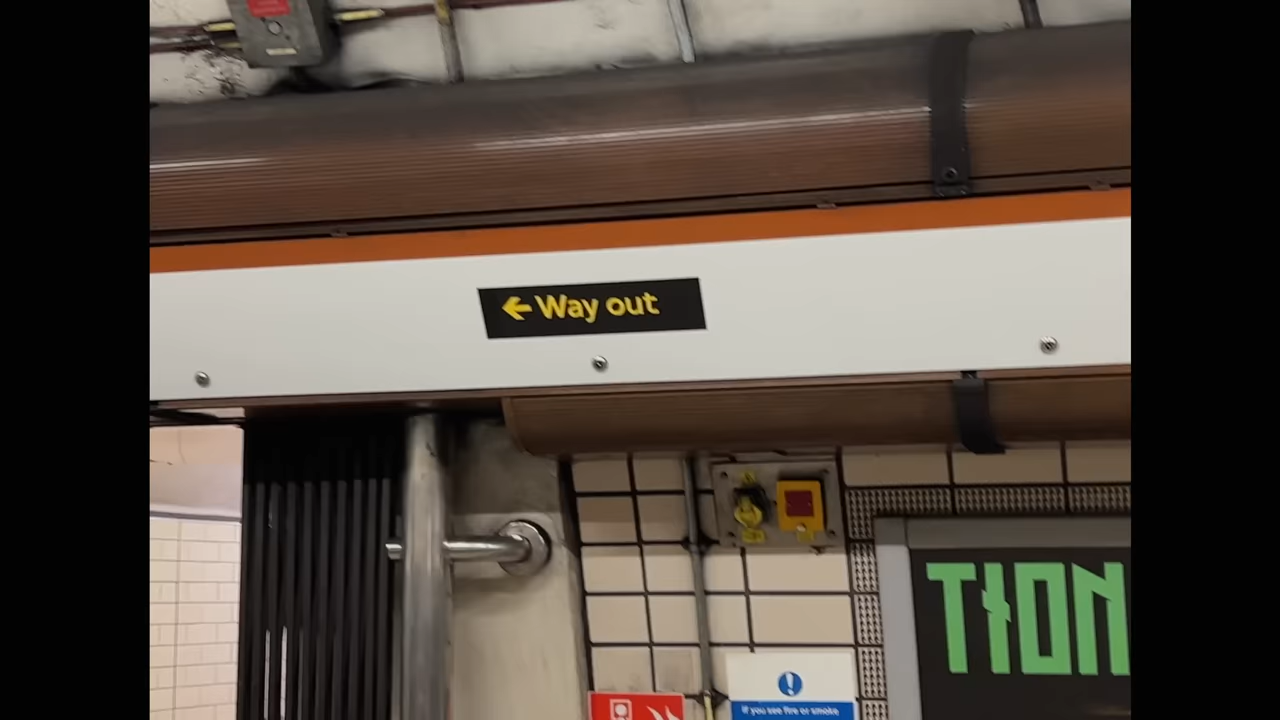 ← Way out
TION
If you see fire or smoke